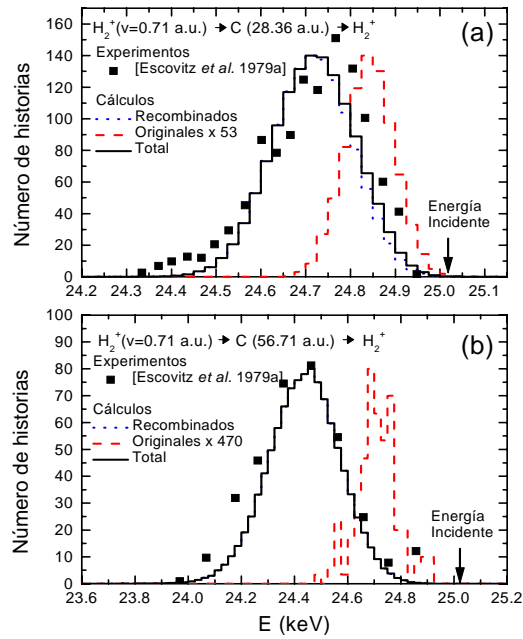 H₂⁺(v=0.71 a.u.) → C (28.36 a.u.) → H₂⁺
(a)
Experimentos
[Escovitz et al. 1979a]
Cálculos
Recombinados
Originales x 53
Total
Energía
Incidente
Número de historias
160
140
120
100
80
60
40
20
0
24.2 24.3 24.4 24.5 24.6 24.7 24.8 24.9 25.0 25.1
H₂⁺(v=0.71 a.u.) → C (56.71 a.u.) → H₂⁺
(b)
Experimentos
[Escovitz et al. 1979a]
Cálculos
Recombinados
Originales x 470
Total
Energía
Incidente
Número de historias
100
90
80
70
60
50
40
30
20
10
0
23.6 23.8 24.0 24.2 24.4 24.6 24.8 25.0 25.2
E (keV)